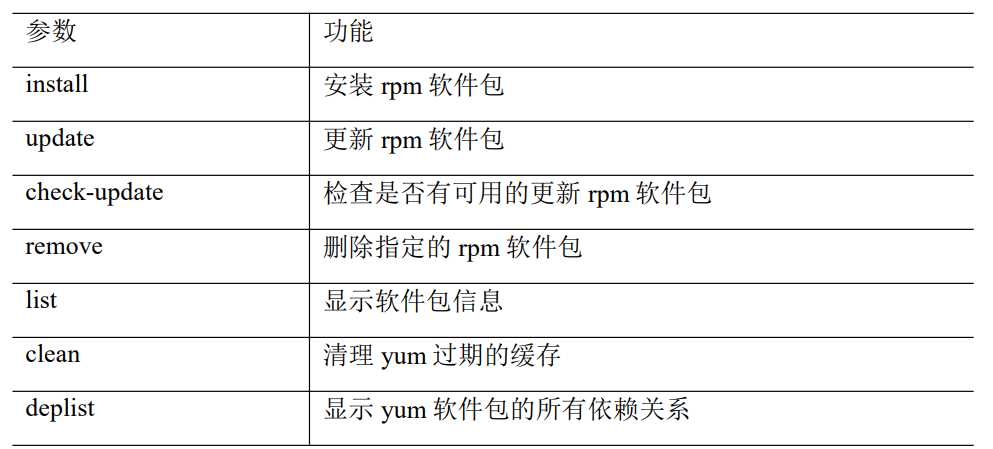 参数 功能
install 安装 rpm 软件包
update 更新 rpm 软件包
check-update 检查是否有可用的更新 rpm 软件包
remove 删除指定的 rpm 软件包
list 显示软件包信息
clean 清理 yum 过期的缓存
deplist 显示 yum 软件包的所有依赖关系